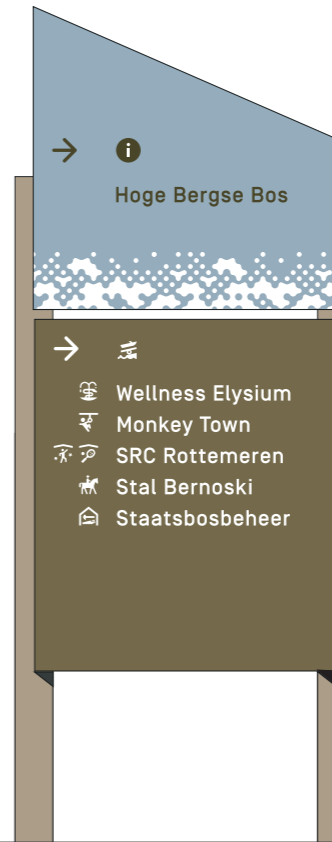 i
Hoge Bergse Bos
Wellness Elysium
Monkey Town
SRC Rottemeren
Stal Bernoski
Staatsbosbeheer